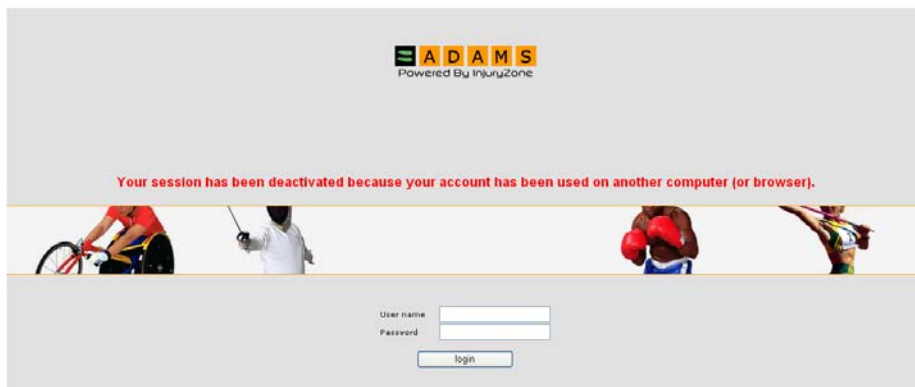 ADAMS
Powered By InjuryZone
Your session has been deactivated because your account has been used on another computer (or browser).
User name
Password
login